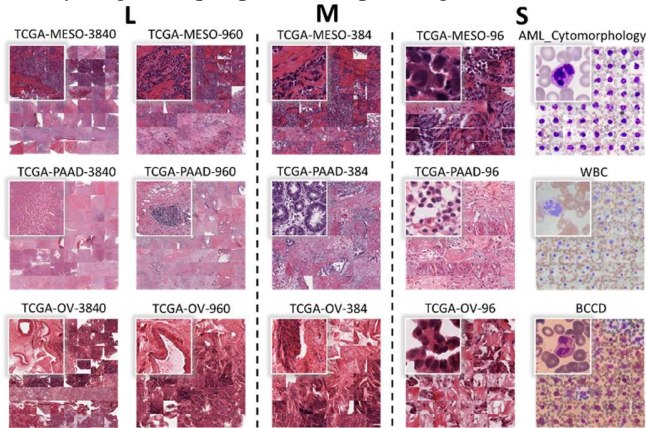 L M S
TCGA-MESO-3840 TCGA-MESO-960 TCGA-MESO-384 TCGA-MESO-96 AML_Cytomorphology
TCGA-PAAD-3840 TCGA-PAAD-960 TCGA-PAAD-384 TCGA-PAAD-96 WBC
TCGA-OV-3840 TCGA-OV-960 TCGA-OV-384 TCGA-OV-96 BCCD